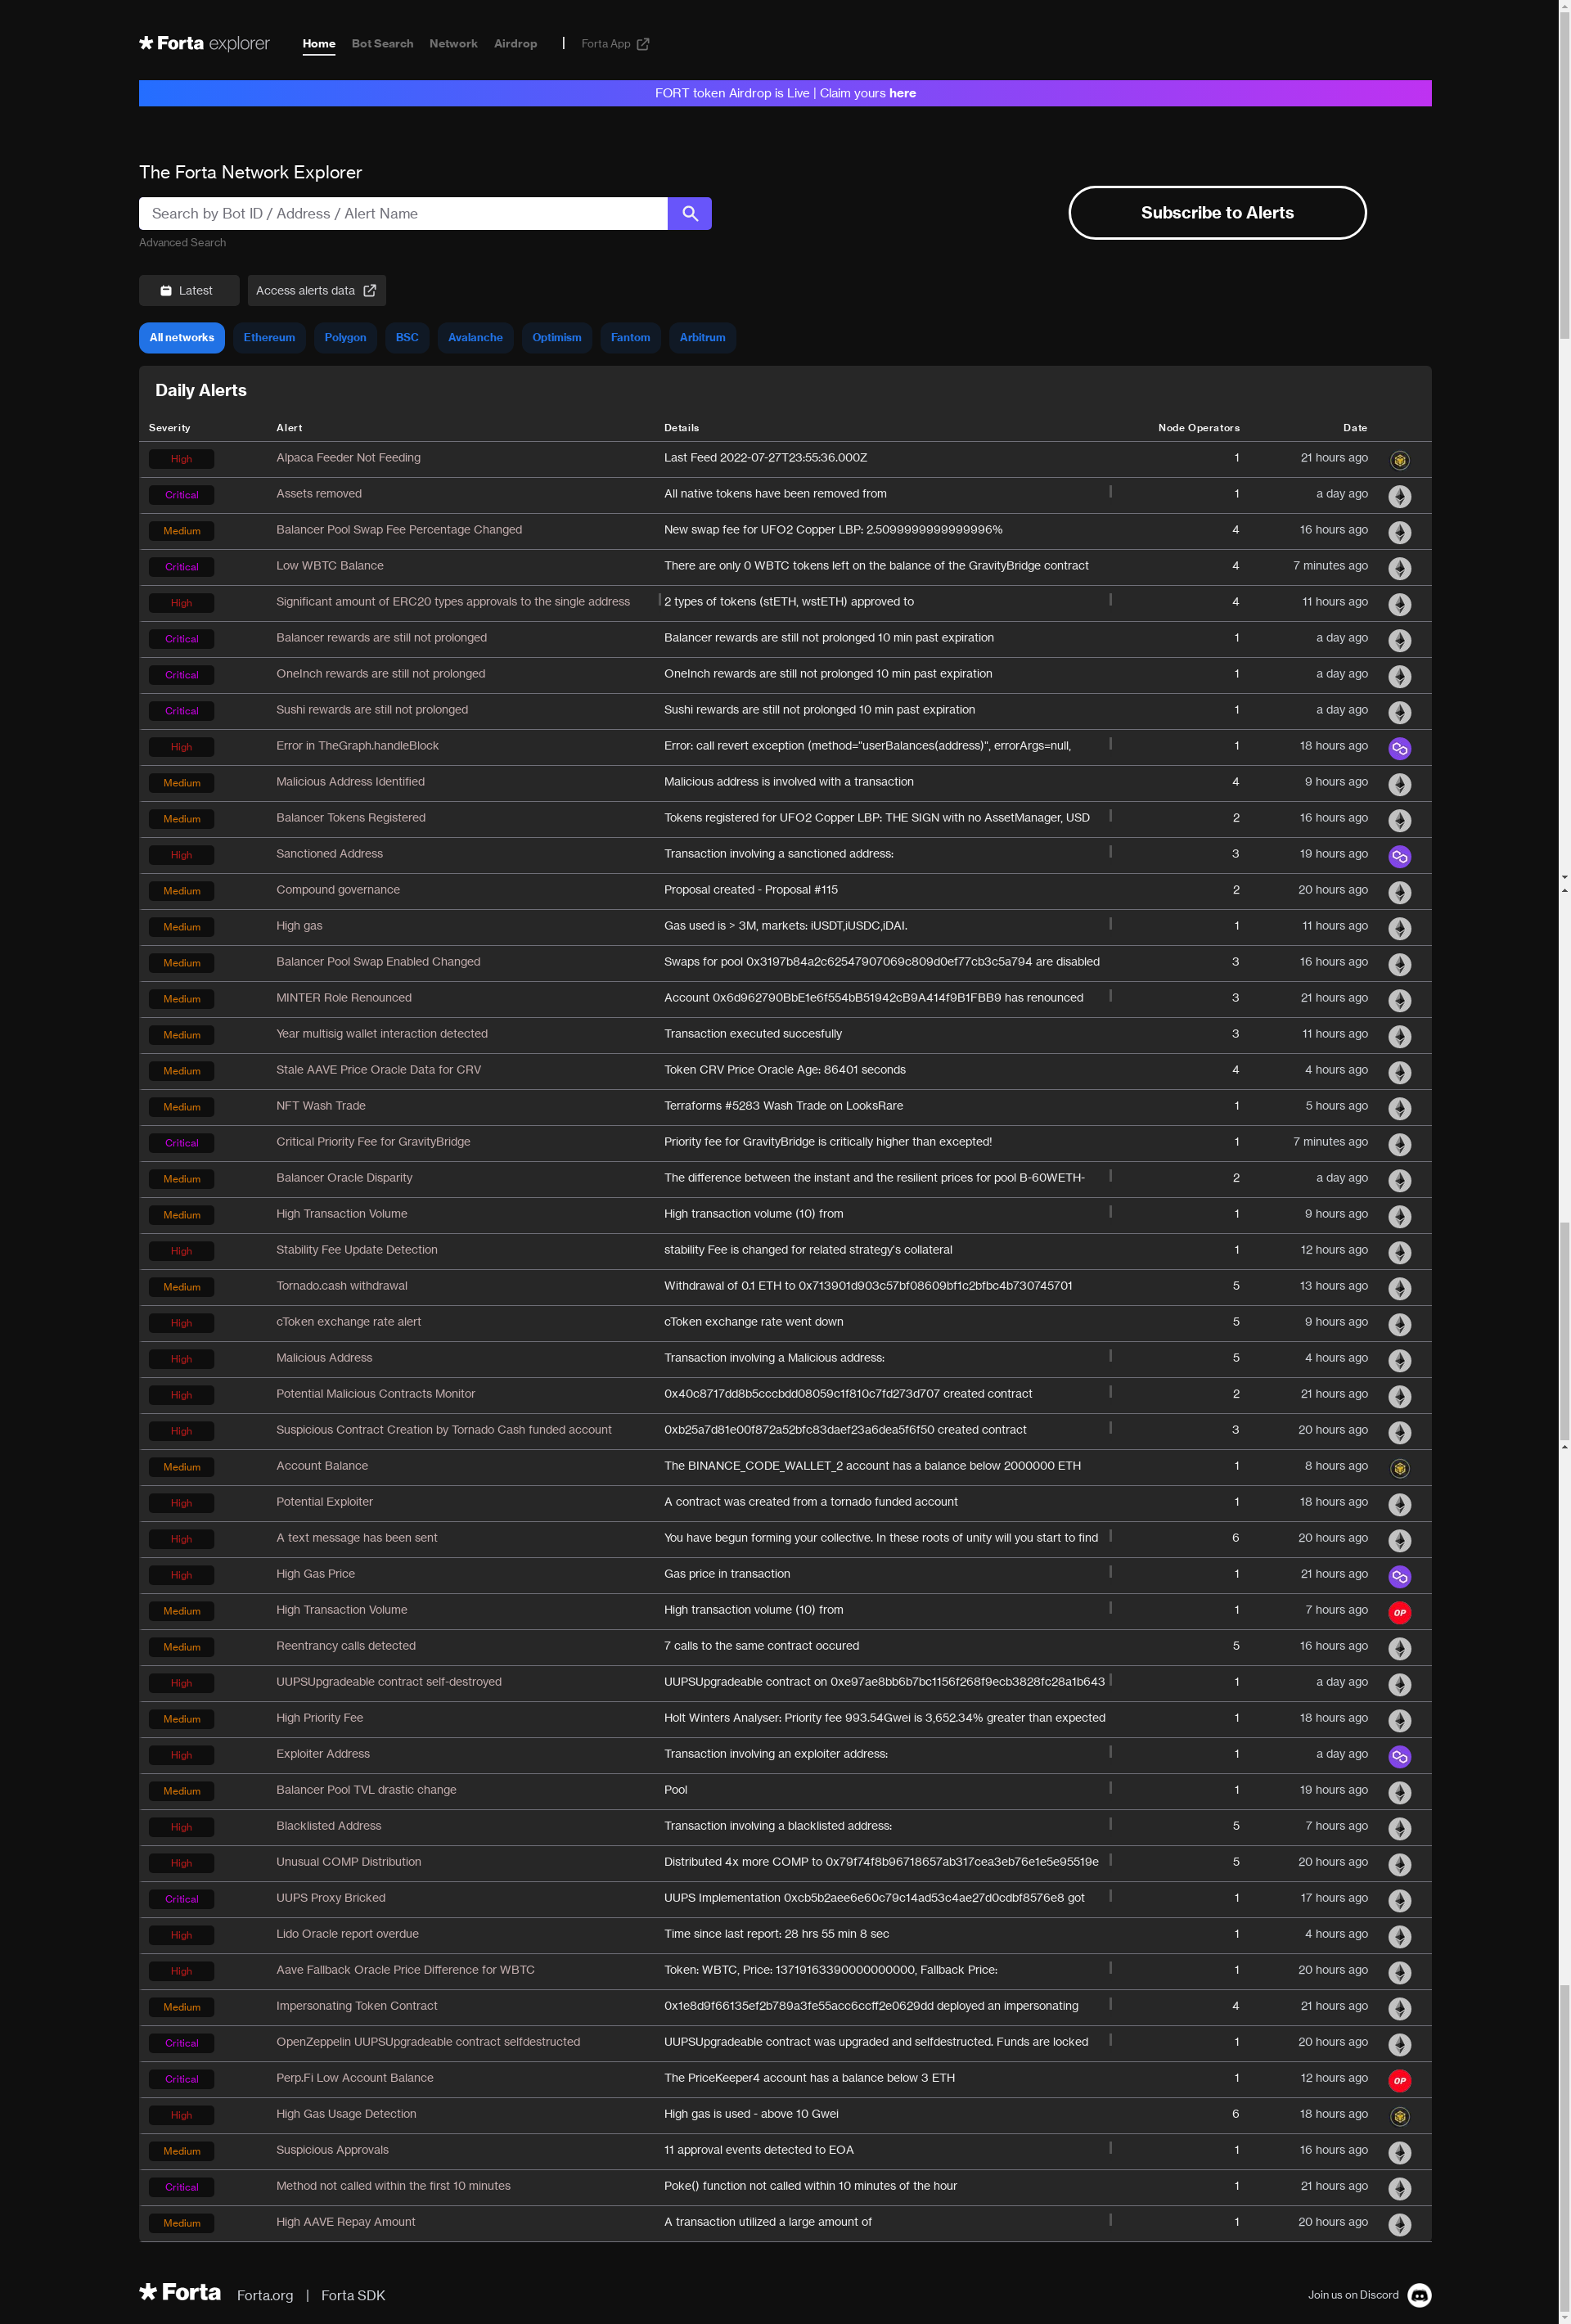 Forta explorer Home Bot Search Network Airdrop | Forta App
FORT token Airdrop is Live | Claim yours here
The Forta Network Explorer
Search by Bot ID / Address / Alert Name
Subscribe to Alerts
Advanced Search
Latest Access alerts data
All networks Ethereum Polygon BSC Avalanche Optimism Fantom Arbitrum
Daily Alerts
Severity Alert Details Node Operators Date
High Alpaca Feeder Not Feeding Last Feed 2022-07-27T23:55:36.000Z 1 21 hours ago
Critical Assets removed All native tokens have been removed from 1 a day ago
Medium Balancer Pool Swap Fee Percentage Changed New swap fee for UFO2 Copper LBP: 2.5099999999999996% 4 16 hours ago
Critical Low WBTC Balance There are only 0 WBTC tokens left on the balance of the GravityBridge contract 4 7 minutes ago
High Significant amount of ERC20 types approvals to the single address 2 types of tokens (stETH, wstETH) approved to 4 11 hours ago
Critical Balancer rewards are still not prolonged Balancer rewards are still not prolonged 10 min past expiration 1 a day ago
Critical OneInch rewards are still not prolonged OneInch rewards are still not prolonged 10 min past expiration 1 a day ago
Critical Sushi rewards are still not prolonged Sushi rewards are still not prolonged 10 min past expiration 1 a day ago
High Error in TheGraph.handleBlock Error: call revert exception (method="userBalances(address)", errorArgs=null, 1 18 hours ago
Medium Malicious Address Identified Malicious address is involved with a transaction 4 9 hours ago
Medium Balancer Tokens Registered Tokens registered for UFO2 Copper LBP: THE SIGN with no AssetManager, USD 2 16 hours ago
High Sanctioned Address Transaction involving a sanctioned address: 3 19 hours ago
Medium Compound governance Proposal created - Proposal #115 2 20 hours ago
Medium High gas Gas used is > 3M, markets: iUSDT,iUSDC,iDAI. 1 11 hours ago
Medium Balancer Pool Swap Enabled Changed Swaps for pool 0x3197b84a2c62547907069c809d0ef77cb3c5a794 are disabled 3 16 hours ago
Medium MINTER Role Renounced Account 0x6d962790BbE1e6f554bB51942cB9A414f9B1FBB9 has renounced 3 21 hours ago
Medium Year multisig wallet interaction detected Transaction executed succesfully 3 11 hours ago
Medium Stale AAVE Price Oracle Data for CRV Token CRV Price Oracle Age: 86401 seconds 4 4 hours ago
Medium NFT Wash Trade Terraforms #5283 Wash Trade on LooksRare 1 5 hours ago
Critical Critical Priority Fee for GravityBridge Priority fee for GravityBridge is critically higher than excepted! 1 7 minutes ago
Medium Balancer Oracle Disparity The difference between the instant and the resilient prices for pool B-60WETH- 2 a day ago
Medium High Transaction Volume High transaction volume (10) from 1 9 hours ago
High Stability Fee Update Detection stability Fee is changed for related strategy's collateral 1 12 hours ago
Medium Tornado.cash withdrawal Withdrawal of 0.1 ETH to 0x713901d903c57bf08609bf1c2bfbc4b730745701 5 13 hours ago
High cToken exchange rate alert cToken exchange rate went down 5 9 hours ago
High Malicious Address Transaction involving a Malicious address: 5 4 hours ago
High Potential Malicious Contracts Monitor 0x40c8717dd8b5cccbdd08059c1f810c7fd273d707 created contract 2 21 hours ago
High Suspicious Contract Creation by Tornado Cash funded account 0xb25a7d81e00f872a52bfc83daef23a6dea5f6f50 created contract 3 20 hours ago
Medium Account Balance The BINANCE_CODE_WALLET_2 account has a balance below 2000000 ETH 1 8 hours ago
High Potential Exploiter A contract was created from a tornado funded account 1 18 hours ago
High A text message has been sent You have begun forming your collective. In these roots of unity will you start to find 6 20 hours ago
High High Gas Price Gas price in transaction 1 21 hours ago
Medium High Transaction Volume High transaction volume (10) from 1 7 hours ago OP
Medium Reentrancy calls detected 7 calls to the same contract occured 5 16 hours ago
High UUPSUpgradeable contract self-destroyed UUPSUpgradeable contract on 0xe97ae8bb6b7bc1156f268f9ecb3828fc28a1b643 1 a day ago
Medium High Priority Fee Holt Winters Analyser: Priority fee 993.54Gwei is 3,652.34% greater than expected 1 18 hours ago
High Exploiter Address Transaction involving an exploiter address: 1 a day ago
Medium Balancer Pool TVL drastic change Pool 1 19 hours ago
High Blacklisted Address Transaction involving a blacklisted address: 5 7 hours ago
High Unusual COMP Distribution Distributed 4x more COMP to 0x79f74f8b96718657ab317cea3eb76e1e5e95519e 5 20 hours ago
Critical UUPS Proxy Bricked UUPS Implementation 0xcb5b2aee6e60c79c14ad53c4ae27d0cdbf8576e8 got 1 17 hours ago
High Lido Oracle report overdue Time since last report: 28 hrs 55 min 8 sec 1 4 hours ago
High Aave Fallback Oracle Price Difference for WBTC Token: WBTC, Price: 13719163390000000000, Fallback Price: 1 20 hours ago
Medium Impersonating Token Contract 0x1e8d9f66135ef2b789a3fe55acc6ccff2e0629dd deployed an impersonating 4 21 hours ago
Critical OpenZeppelin UUPSUpgradeable contract selfdestructed UUPSUpgradeable contract was upgraded and selfdestructed. Funds are locked 1 20 hours ago
Critical Perp.Fi Low Account Balance The PriceKeeper4 account has a balance below 3 ETH 1 12 hours ago OP
High High Gas Usage Detection High gas is used - above 10 Gwei 6 18 hours ago
Medium Suspicious Approvals 11 approval events detected to EOA 1 16 hours ago
Critical Method not called within the first 10 minutes Poke() function not called within 10 minutes of the hour 1 21 hours ago
Medium High AAVE Repay Amount A transaction utilized a large amount of 1 20 hours ago
Forta Forta.org | Forta SDK Join us on Discord